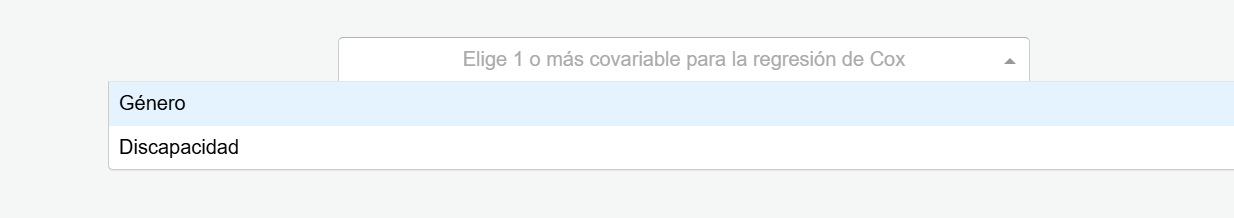 Elige 1 o más covariable para la regresión de Cox
Género
Discapacidad